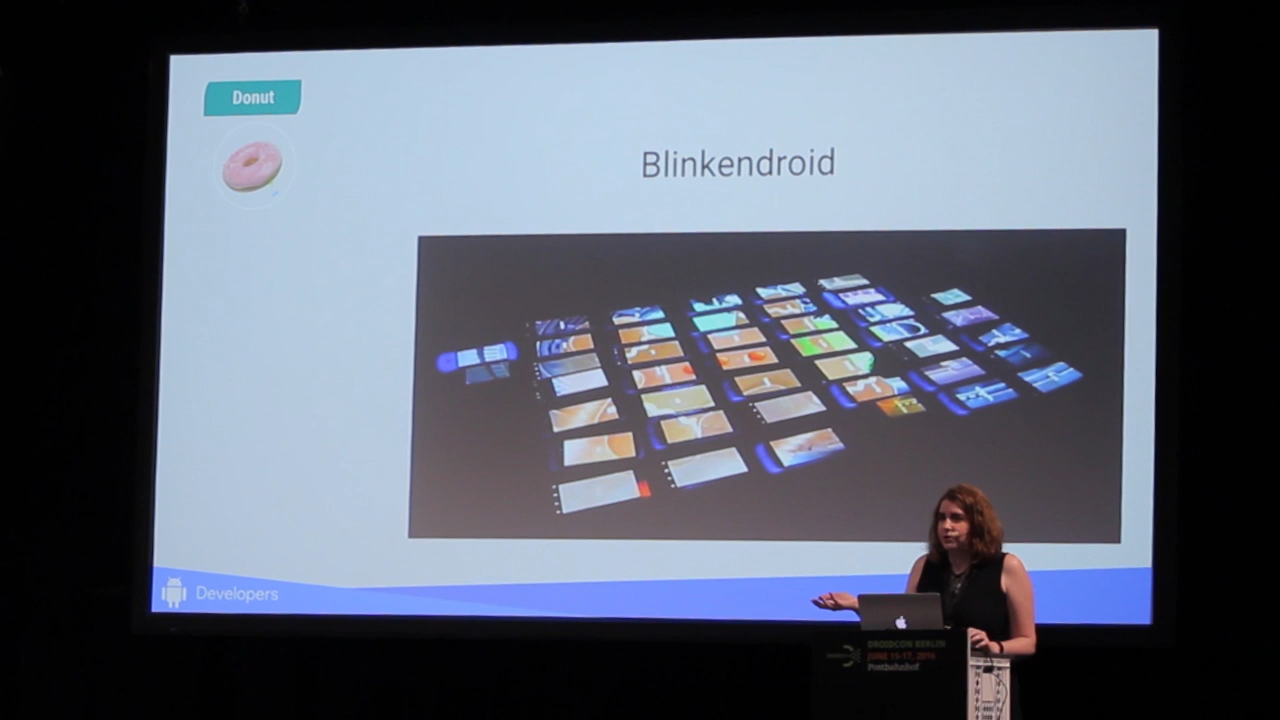 Donut
Blinkendroid
Developers
DROIDCON BERLIN
JUNE 15-17, 2016
Postbahnhof